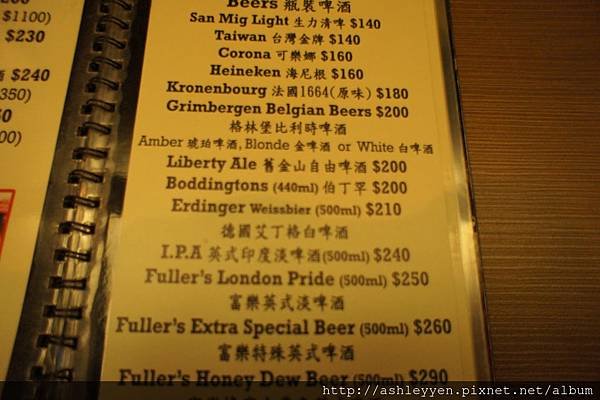 $1100)
$230
酒 $240
350)
00)
Beers 瓶裝啤酒
San Mig Light 生力清啤 $140
Taiwan 台灣金牌 $140
Corona 可樂娜 $160
Heineken 海尼根 $160
Kronenbourg 法國1664(原味) $180
Grimbergen Belgian Beers $200
格林堡比利時啤酒
Amber 琥珀啤酒, Blonde 金啤酒 or White 白啤酒
Liberty Ale 舊金山自由啤酒 $200
Boddingtons (440ml) 伯丁罕 $200
Erdinger Weissbier (500ml) $210
德國艾丁格白啤酒
I.P.A 英式印度淡啤酒(500ml) $240
Fuller's London Pride (500ml) $250
富樂英式淡啤酒
Fuller's Extra Special Beer (500ml) $260
富樂特殊英式啤酒
Fuller's Honey Dew Beer (500ml) $290
http://ashleyyen.pixnet.net/album